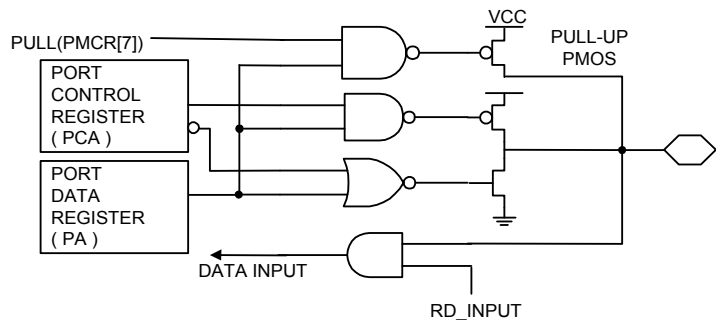 VCC
PULL(PMCR[7])
PULL-UP
PMOS
PORT
CONTROL
REGISTER
( PCA )
PORT
DATA
REGISTER
( PA )
DATA INPUT
RD_INPUT